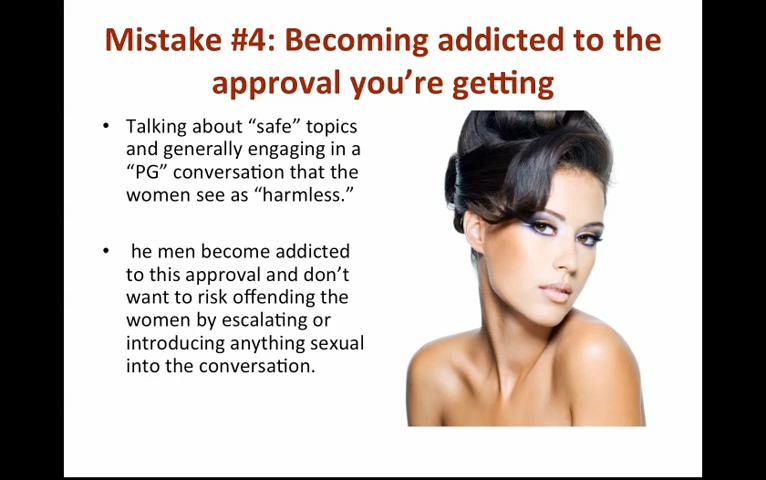 Mistake #4: Becoming addicted to the
approval you're getting
• Talking about “safe” topics
and generally engaging in a
“PG” conversation that the
women see as “harmless.”
• he men become addicted
to this approval and don't
want to risk offending the
women by escalating or
introducing anything sexual
into the conversation.